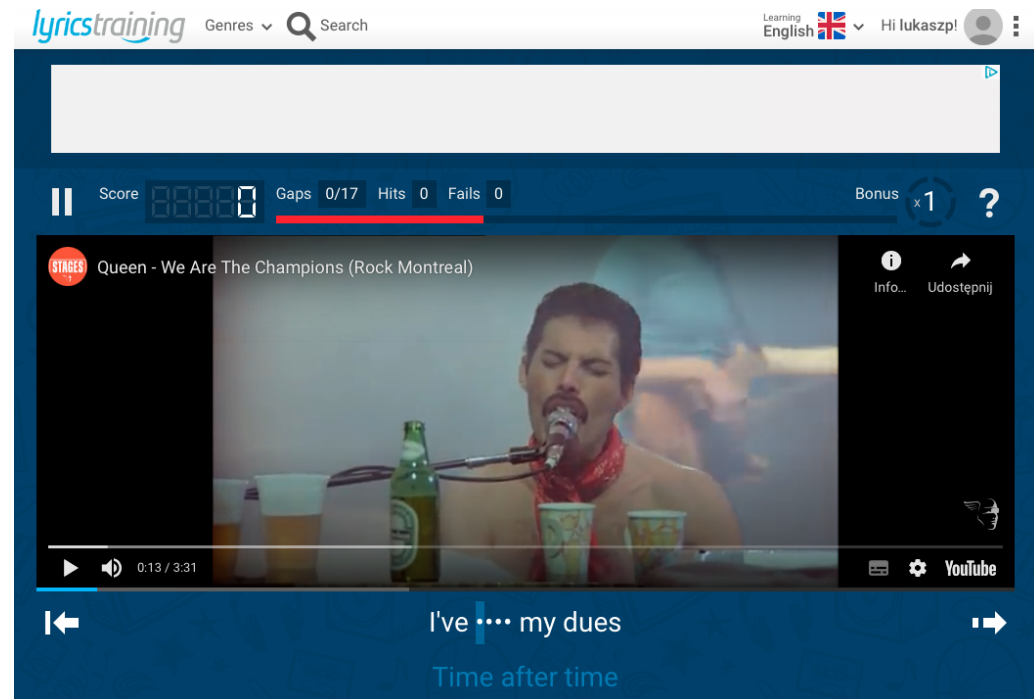 lyricstraining Genres Search Learning English Hi lukaszp!
Score 0 Gaps 0/17 Hits 0 Fails 0 Bonus x1 ?
STAGES Queen - We Are The Champions (Rock Montreal) Info... Udostępnij
0:13 / 3:31 YouTube
I've •••• my dues
Time after time